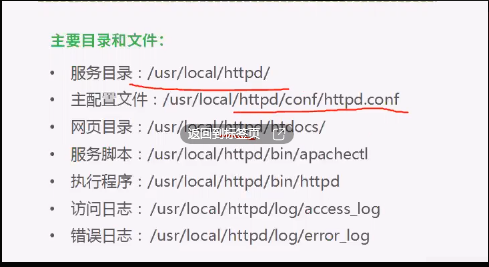 主要目录和文件：
• 服务目录：/usr/local/httpd/
• 主配置文件：/usr/local/httpd/conf/httpd.conf
• 网页目录：/usr/local/httpd/htdocs/
返回到标签页
• 服务脚本：/usr/local/httpd/bin/apachectl
• 执行程序：/usr/local/httpd/bin/httpd
• 访问日志：/usr/local/httpd/log/access_log
• 错误日志：/usr/local/httpd/log/error_log